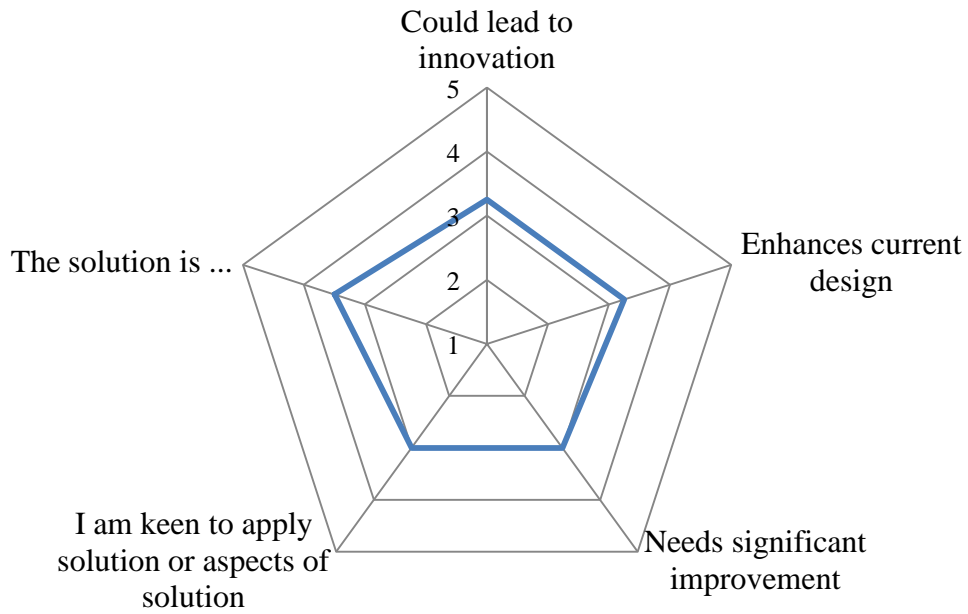 Could lead to
innovation
5
4
3
2
1
Enhances current
design
Needs significant
improvement
I am keen to apply
solution or aspects of
solution
The solution is ...